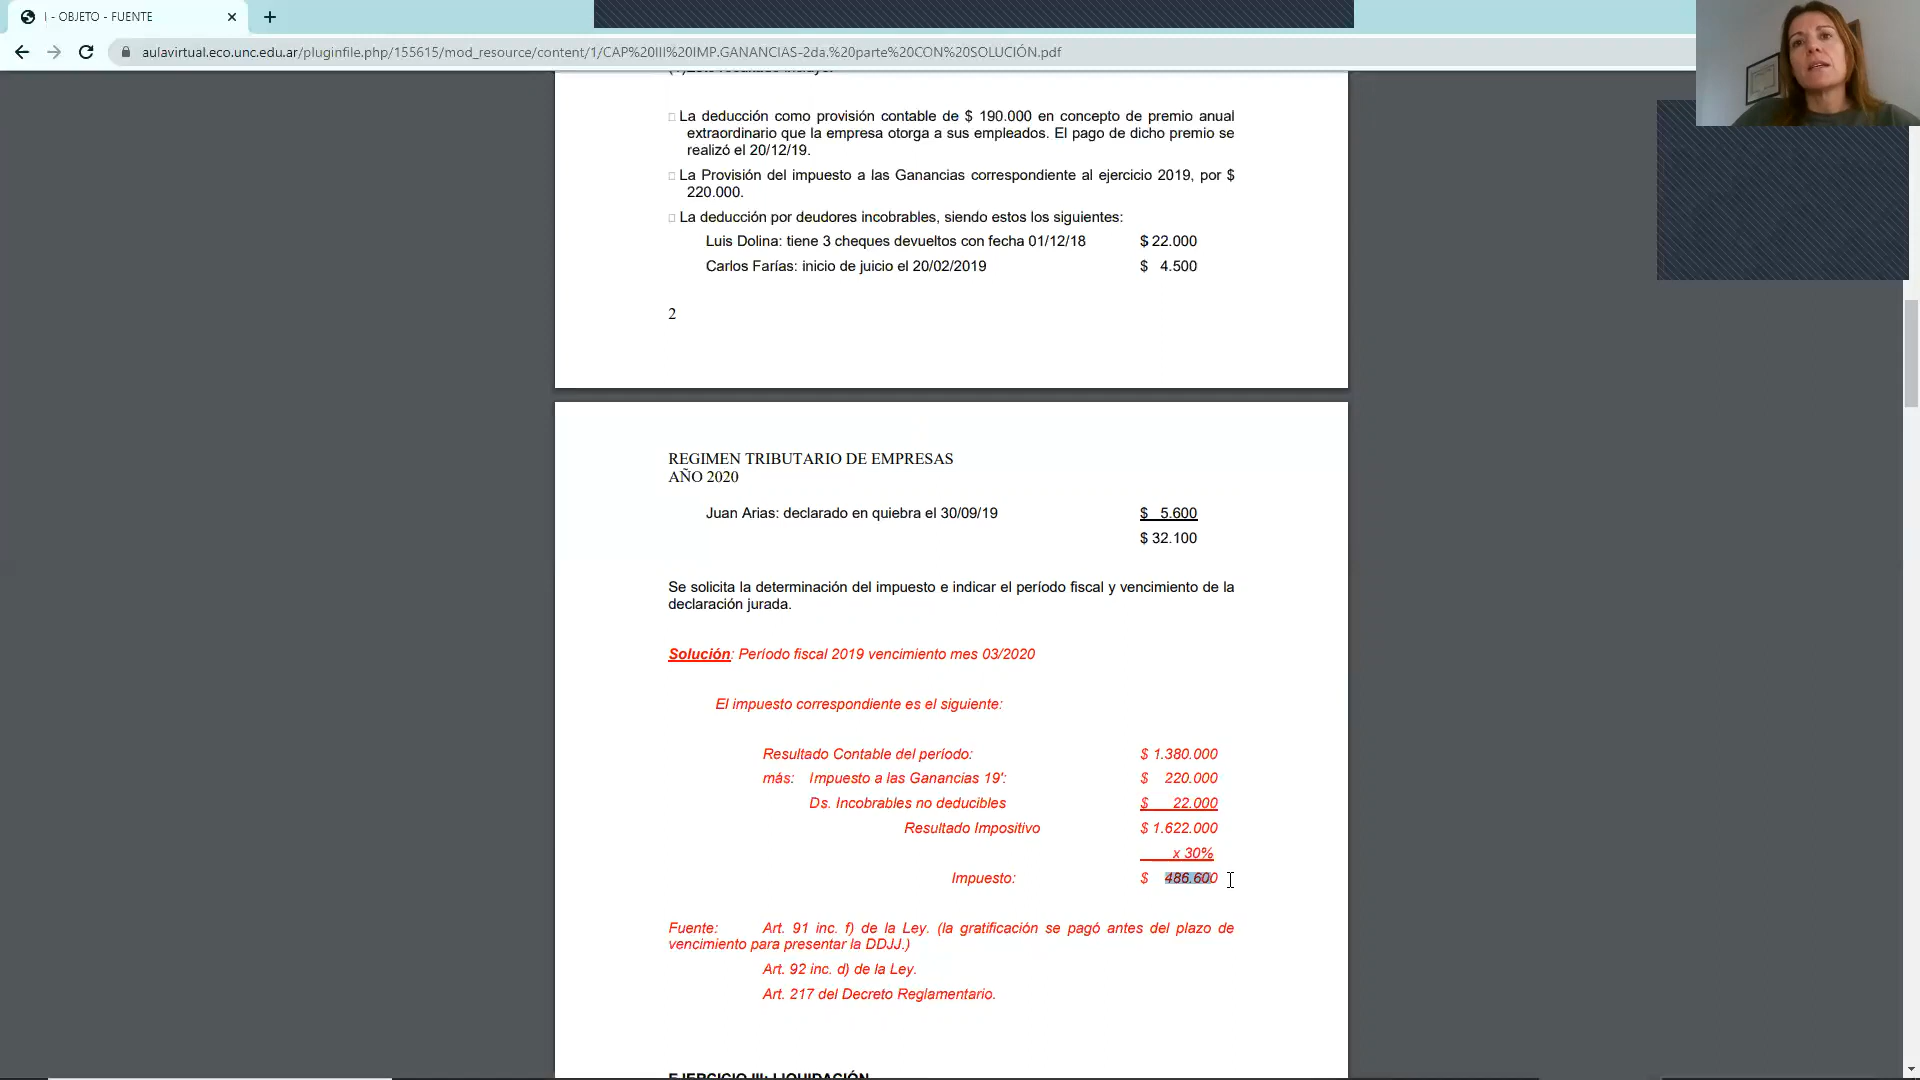 I - OBJETO - FUENTE
aulavirtual.eco.unc.edu.ar/pluginfile.php/155615/mod_resource/content/1/CAP%20III%20IMP.GANANCIAS-2da.%20parte%20CON%20SOLUCIÓN.pdf
La deducción como provisión contable de $ 190.000 en concepto de premio anual
extraordinario que la empresa otorga a sus empleados. El pago de dicho premio se
realizó el 20/12/19.
La Provisión del impuesto a las Ganancias correspondiente al ejercicio 2019, por $
220.000.
La deducción por deudores incobrables, siendo estos los siguientes:
Luis Dolina: tiene 3 cheques devueltos con fecha 01/12/18 $ 22.000
Carlos Farías: inicio de juicio el 20/02/2019 $ 4.500
2
REGIMEN TRIBUTARIO DE EMPRESAS
AÑO 2020
Juan Arias: declarado en quiebra el 30/09/19 $ 5.600
$ 32.100
Se solicita la determinación del impuesto e indicar el período fiscal y vencimiento de la
declaración jurada.
Solución: Período fiscal 2019 vencimiento mes 03/2020
El impuesto correspondiente es el siguiente:
Resultado Contable del período: $ 1.380.000
más: Impuesto a las Ganancias 19': $ 220.000
Ds. Incobrables no deducibles $ 22.000
Resultado Impositivo $ 1.622.000
x 30%
Impuesto: $ 486.600
Fuente: Art. 91 inc. f) de la Ley. (la gratificación se pagó antes del plazo de
vencimiento para presentar la DDJJ.)
Art. 92 inc. d) de la Ley.
Art. 217 del Decreto Reglamentario.
EJERCICIO III: LIQUIDACIÓN